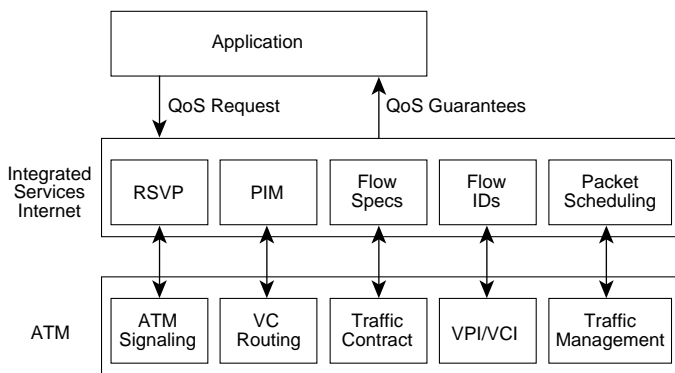 Application
QoS Request
QoS Guarantees
Integrated
Services
Internet
RSVP
PIM
Flow
Specs
Flow
IDs
Packet
Scheduling
ATM
ATM
Signaling
VC
Routing
Traffic
Contract
VPI/VCI
Traffic
Management